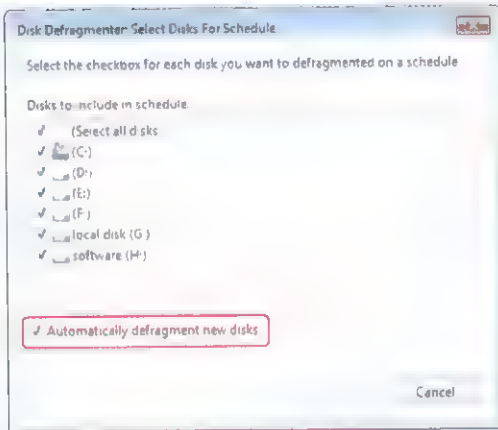 Disk Defragmenter Select Disks For Schedule
Select the checkbox for each disk you want to defragmented on a schedule
Disks to include in schedule
(Select all disks
(C:)
(D:)
(E:)
(F:)
local disk (G:)
software (H:)
Automatically defragment new disks
Cancel